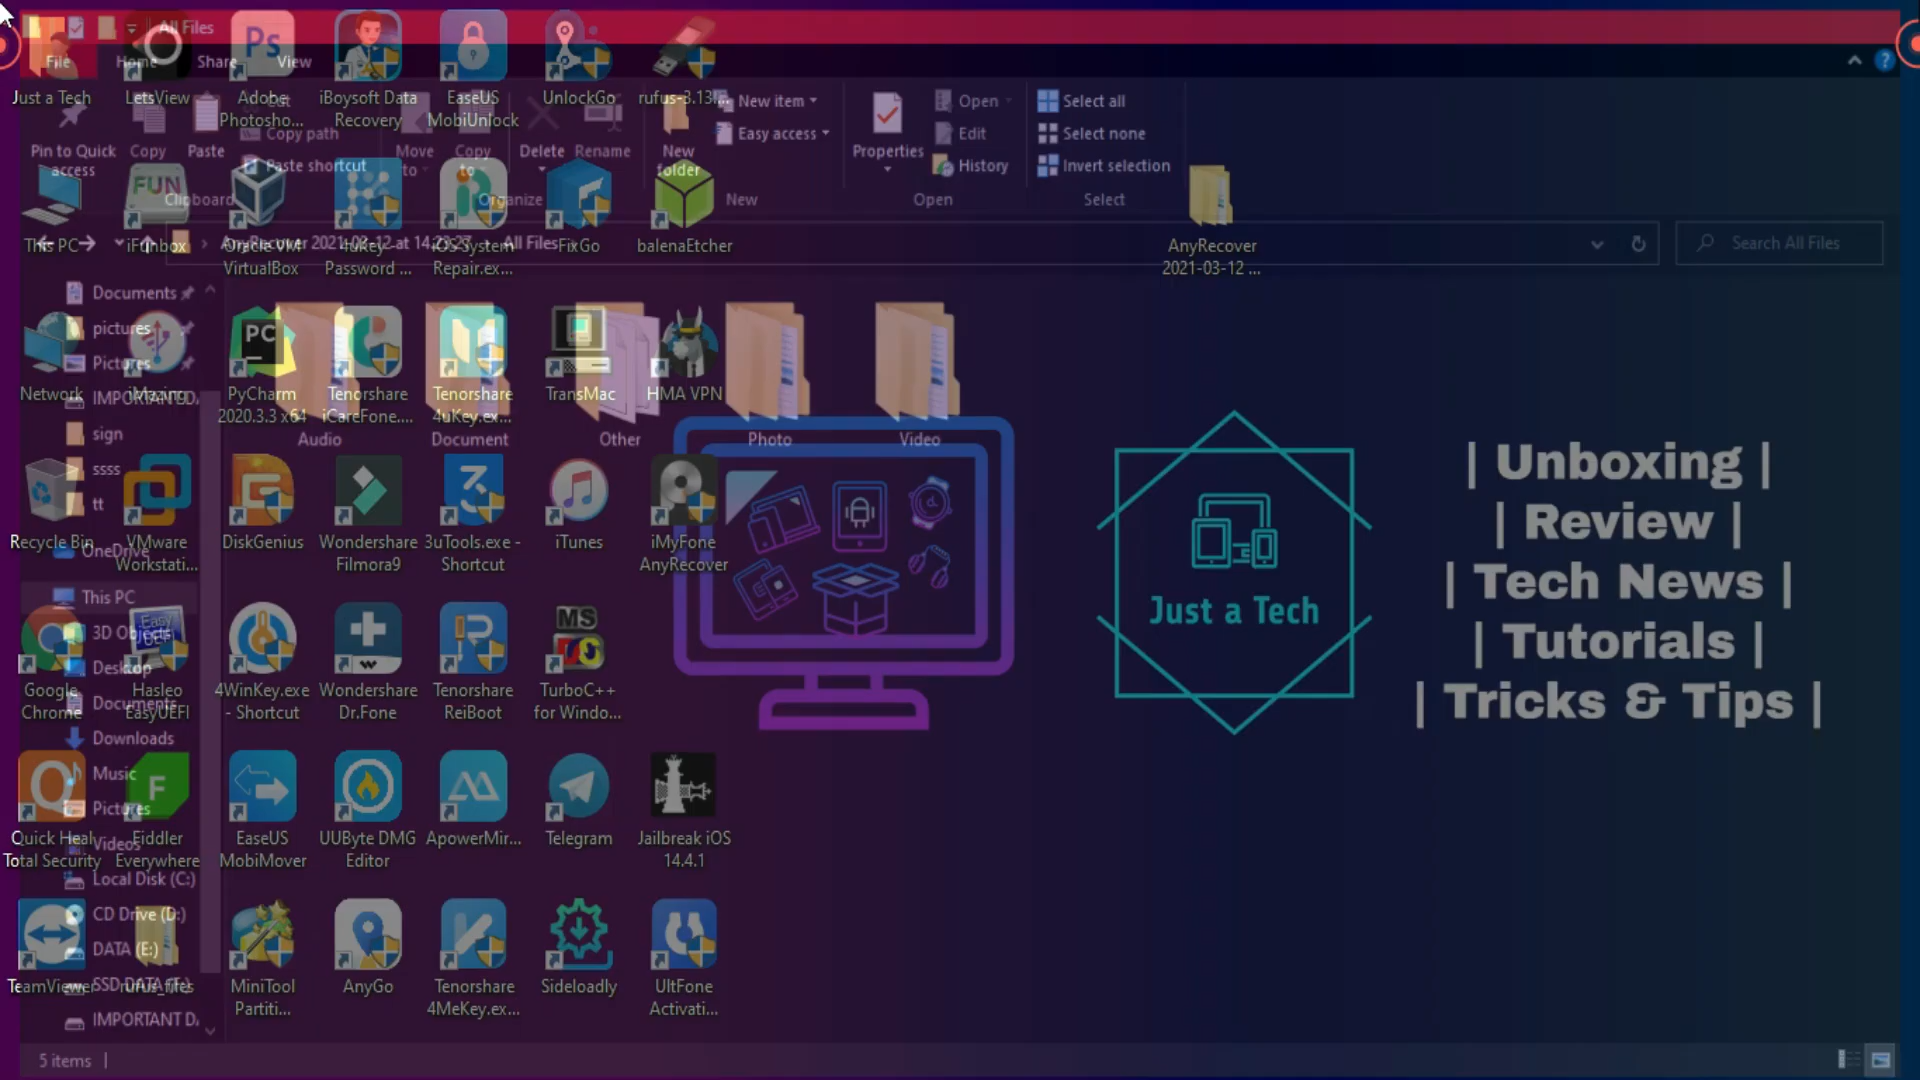 All Files
File
Home
Share
View
Just a Tech
LetsView
Adobe Photosho...
iBoysoft Data Recovery
EaseUS MobiUnlock
UnlockGo
rufus-3.13i...
New item
Open
Select all
Copy path
Easy access
Edit
Select none
Pin to Quick access
Copy
Paste
Paste shortcut
Move to
Copy to
Delete
Rename
New folder
Properties
History
Invert selection
Clipboard
Organize
New
Open
Select
This PC
iFunbox
Oracle VM VirtualBox
4uKey - Password ...
iOS System Repair.ex...
FixGo
balenaEtcher
AnyRecover 2021-03-12 ...
AnyRecover 2021-03-12 at 14.23.27
All Files
Search All Files
Documents
pictures
Pictures
IMPORTANT DA
sign
ssss
tt
OneDrive
This PC
3D Objects
Desktop
Documents
Downloads
Music
Pictures
Videos
Local Disk (C:)
CD Drive (D:)
DATA (E:)
SSD DATA (F:)
IMPORTANT DA
Network
iMazing
PyCharm 2020.3.3 x64
Tenorshare iCareFone....
Tenorshare 4uKey.ex...
TransMac
HMA VPN
Audio
Document
Other
Photo
Video
Recycle Bin
VMware Workstati...
DiskGenius
Wondershare Filmora9
3uTools.exe - Shortcut
iTunes
iMyFone AnyRecover
Google Chrome
Hasleo EasyUEFI
4WinKey.exe - Shortcut
Wondershare Dr.Fone
Tenorshare ReiBoot
TurboC++ for Windo...
Quick Heal Total Security
Fiddler Everywhere
EaseUS MobiMover
UUByte DMG Editor
ApowerMir...
Telegram
Jailbreak iOS 14.4.1
TeamViewer
rufus_files
MiniTool Partiti...
AnyGo
Tenorshare 4MeKey.ex...
Sideloadly
UltFone Activati...
Just a Tech
| Unboxing |
| Review |
| Tech News |
| Tutorials |
| Tricks & Tips |
5 items